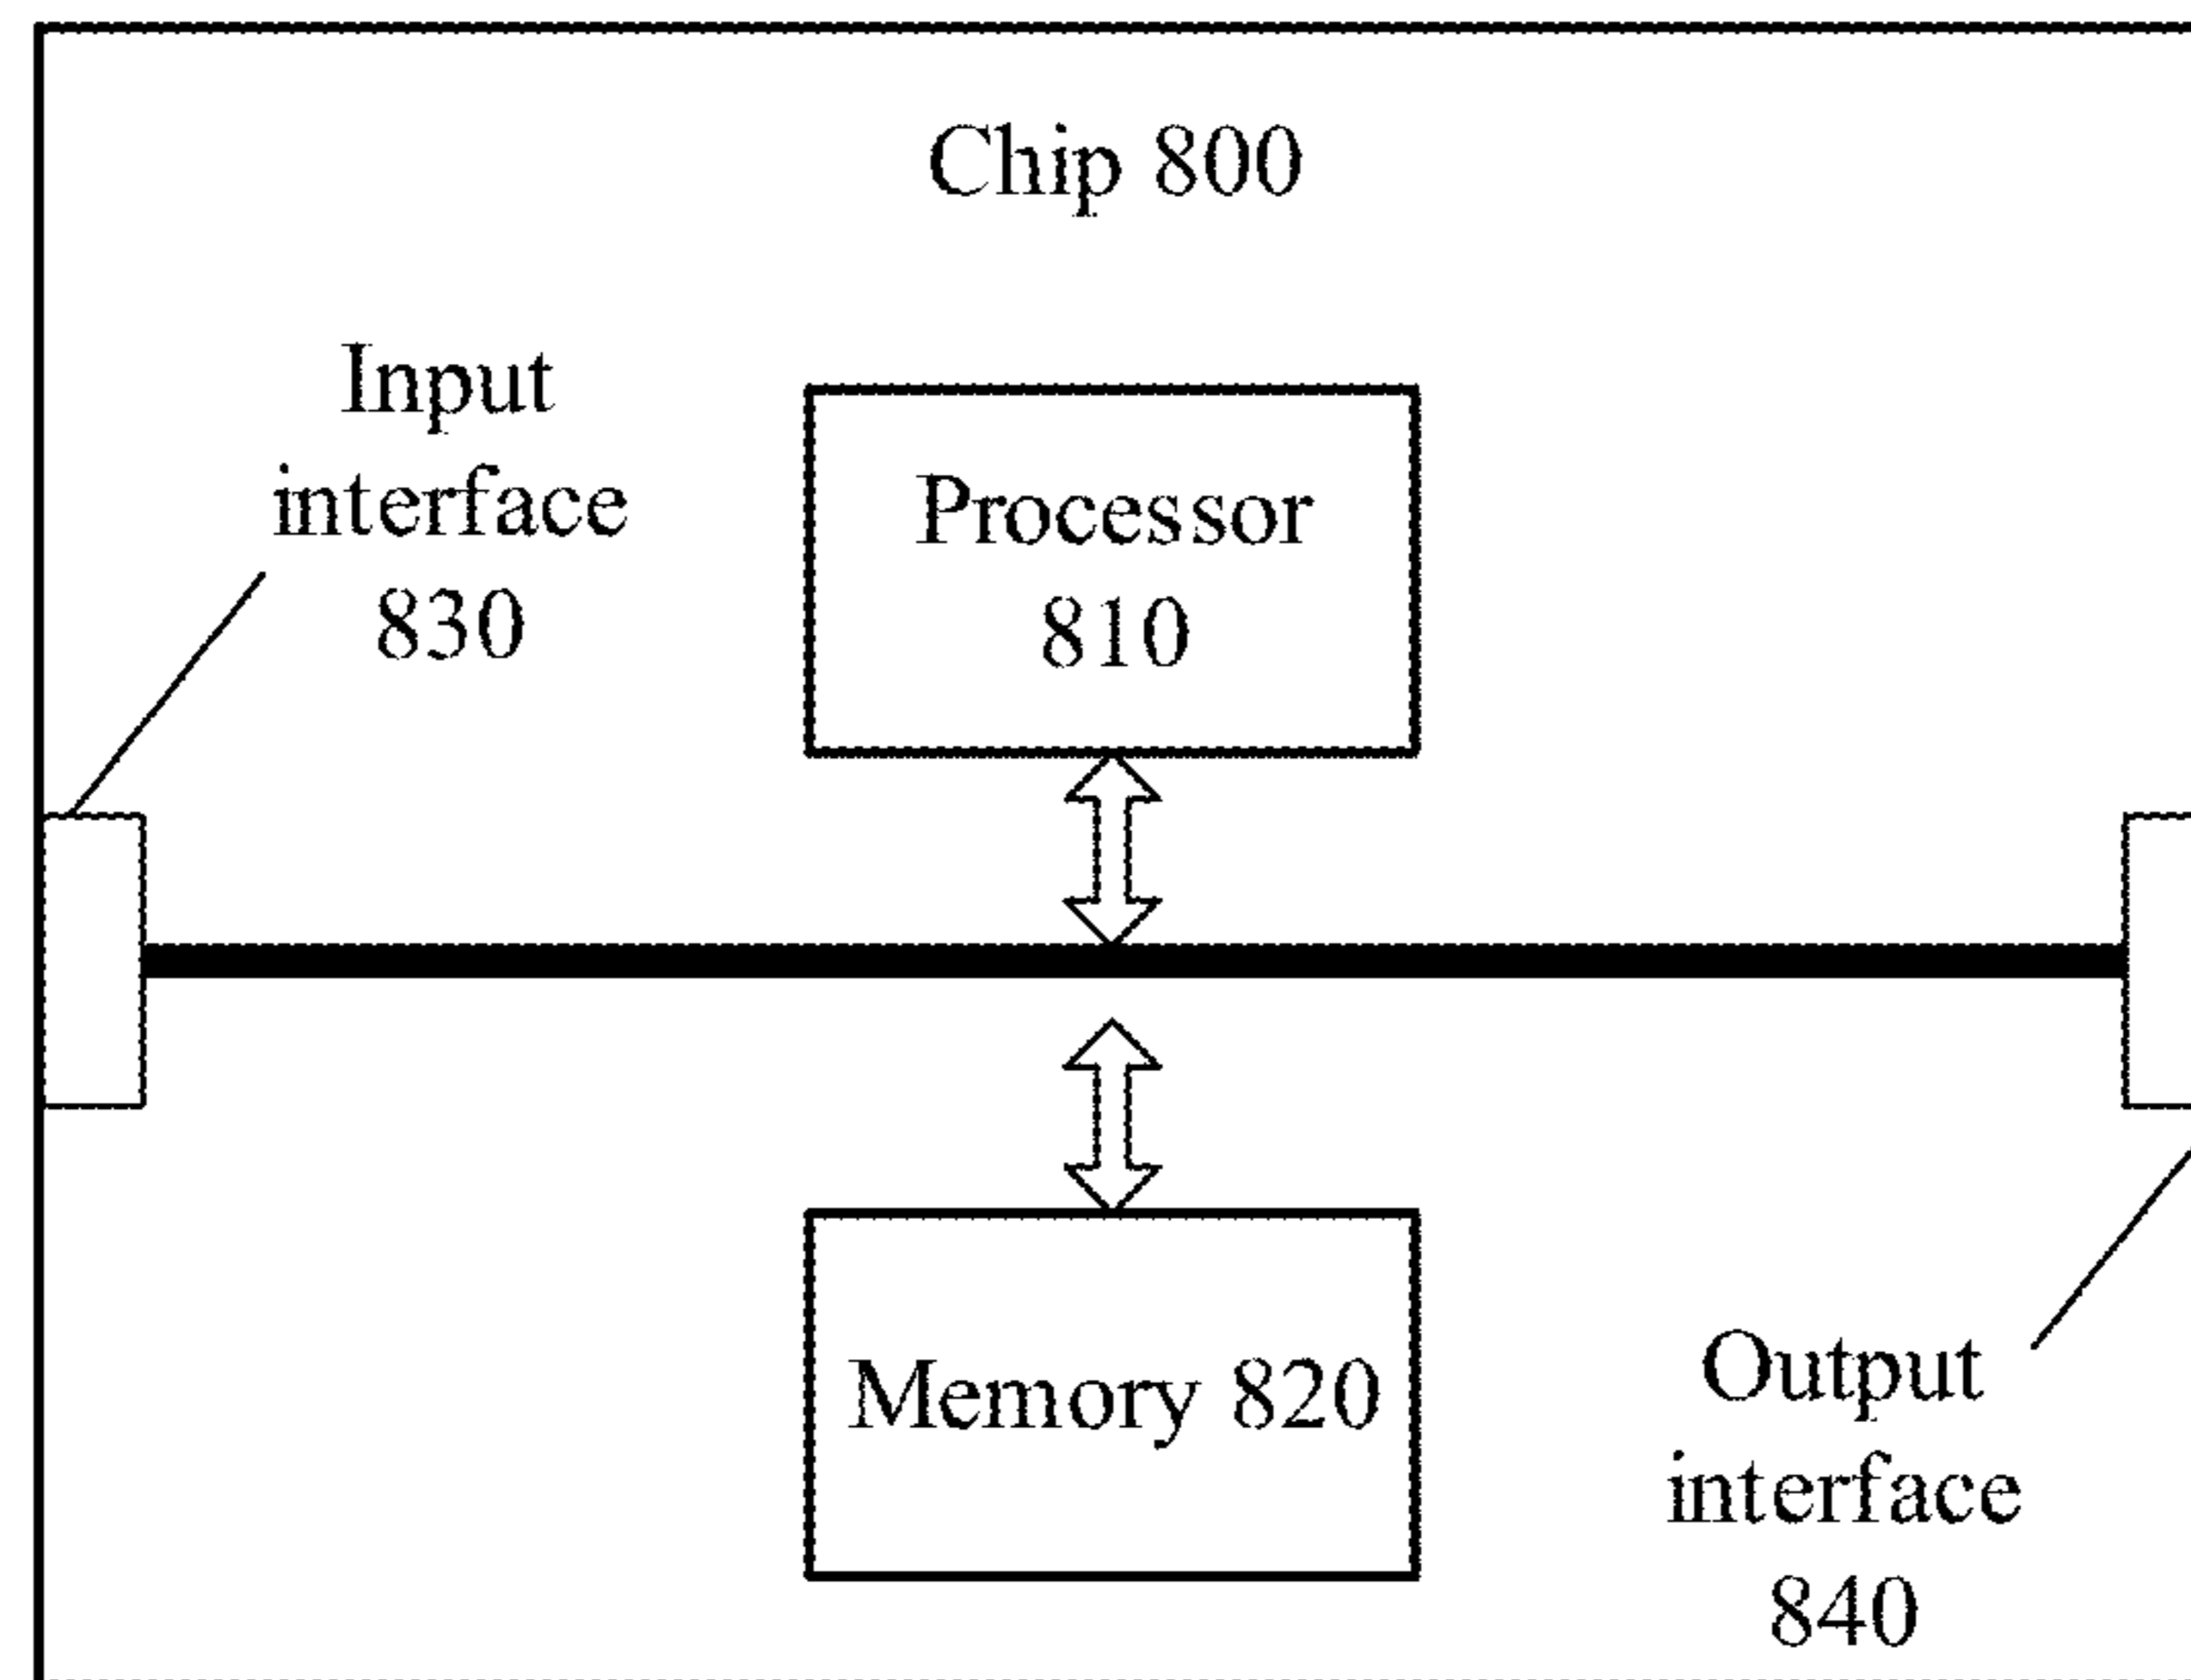 Chip 800
Input
interface
830
Processor
810
Memory 820
Output
interface
840